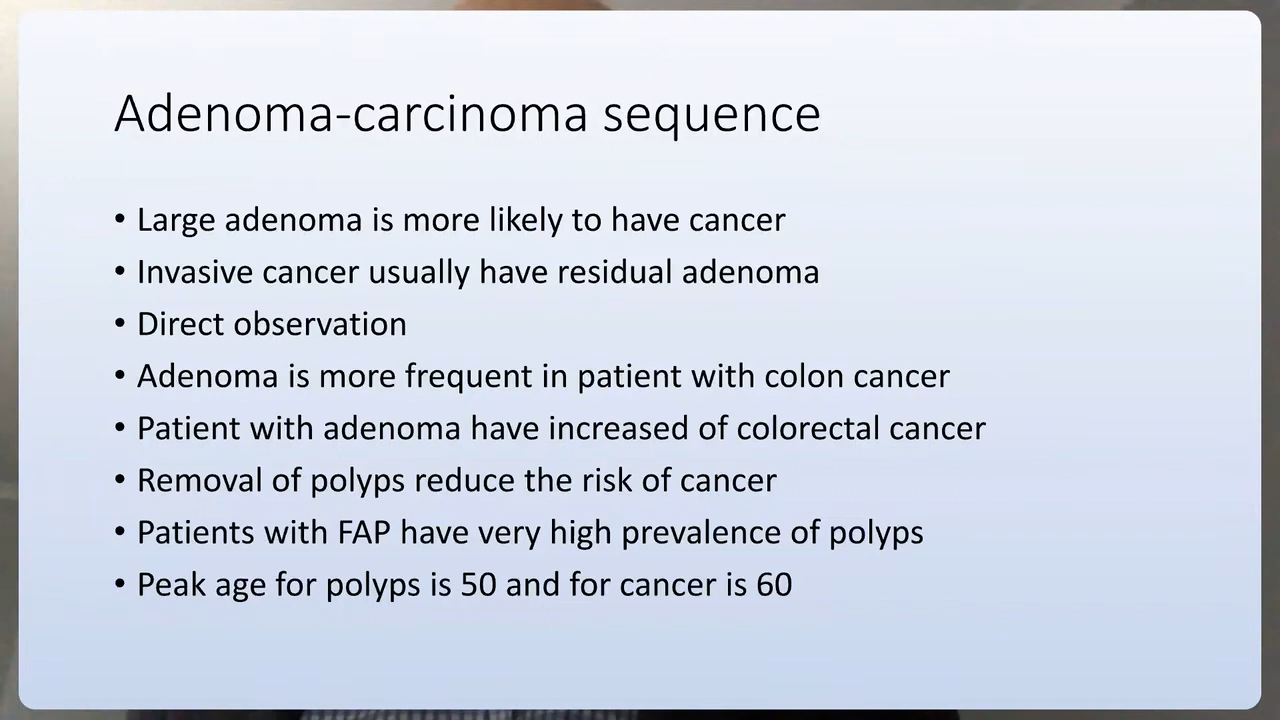 Adenoma-carcinoma sequence
• Large adenoma is more likely to have cancer
• Invasive cancer usually have residual adenoma
• Direct observation
• Adenoma is more frequent in patient with colon cancer
• Patient with adenoma have increased of colorectal cancer
• Removal of polyps reduce the risk of cancer
• Patients with FAP have very high prevalence of polyps
• Peak age for polyps is 50 and for cancer is 60